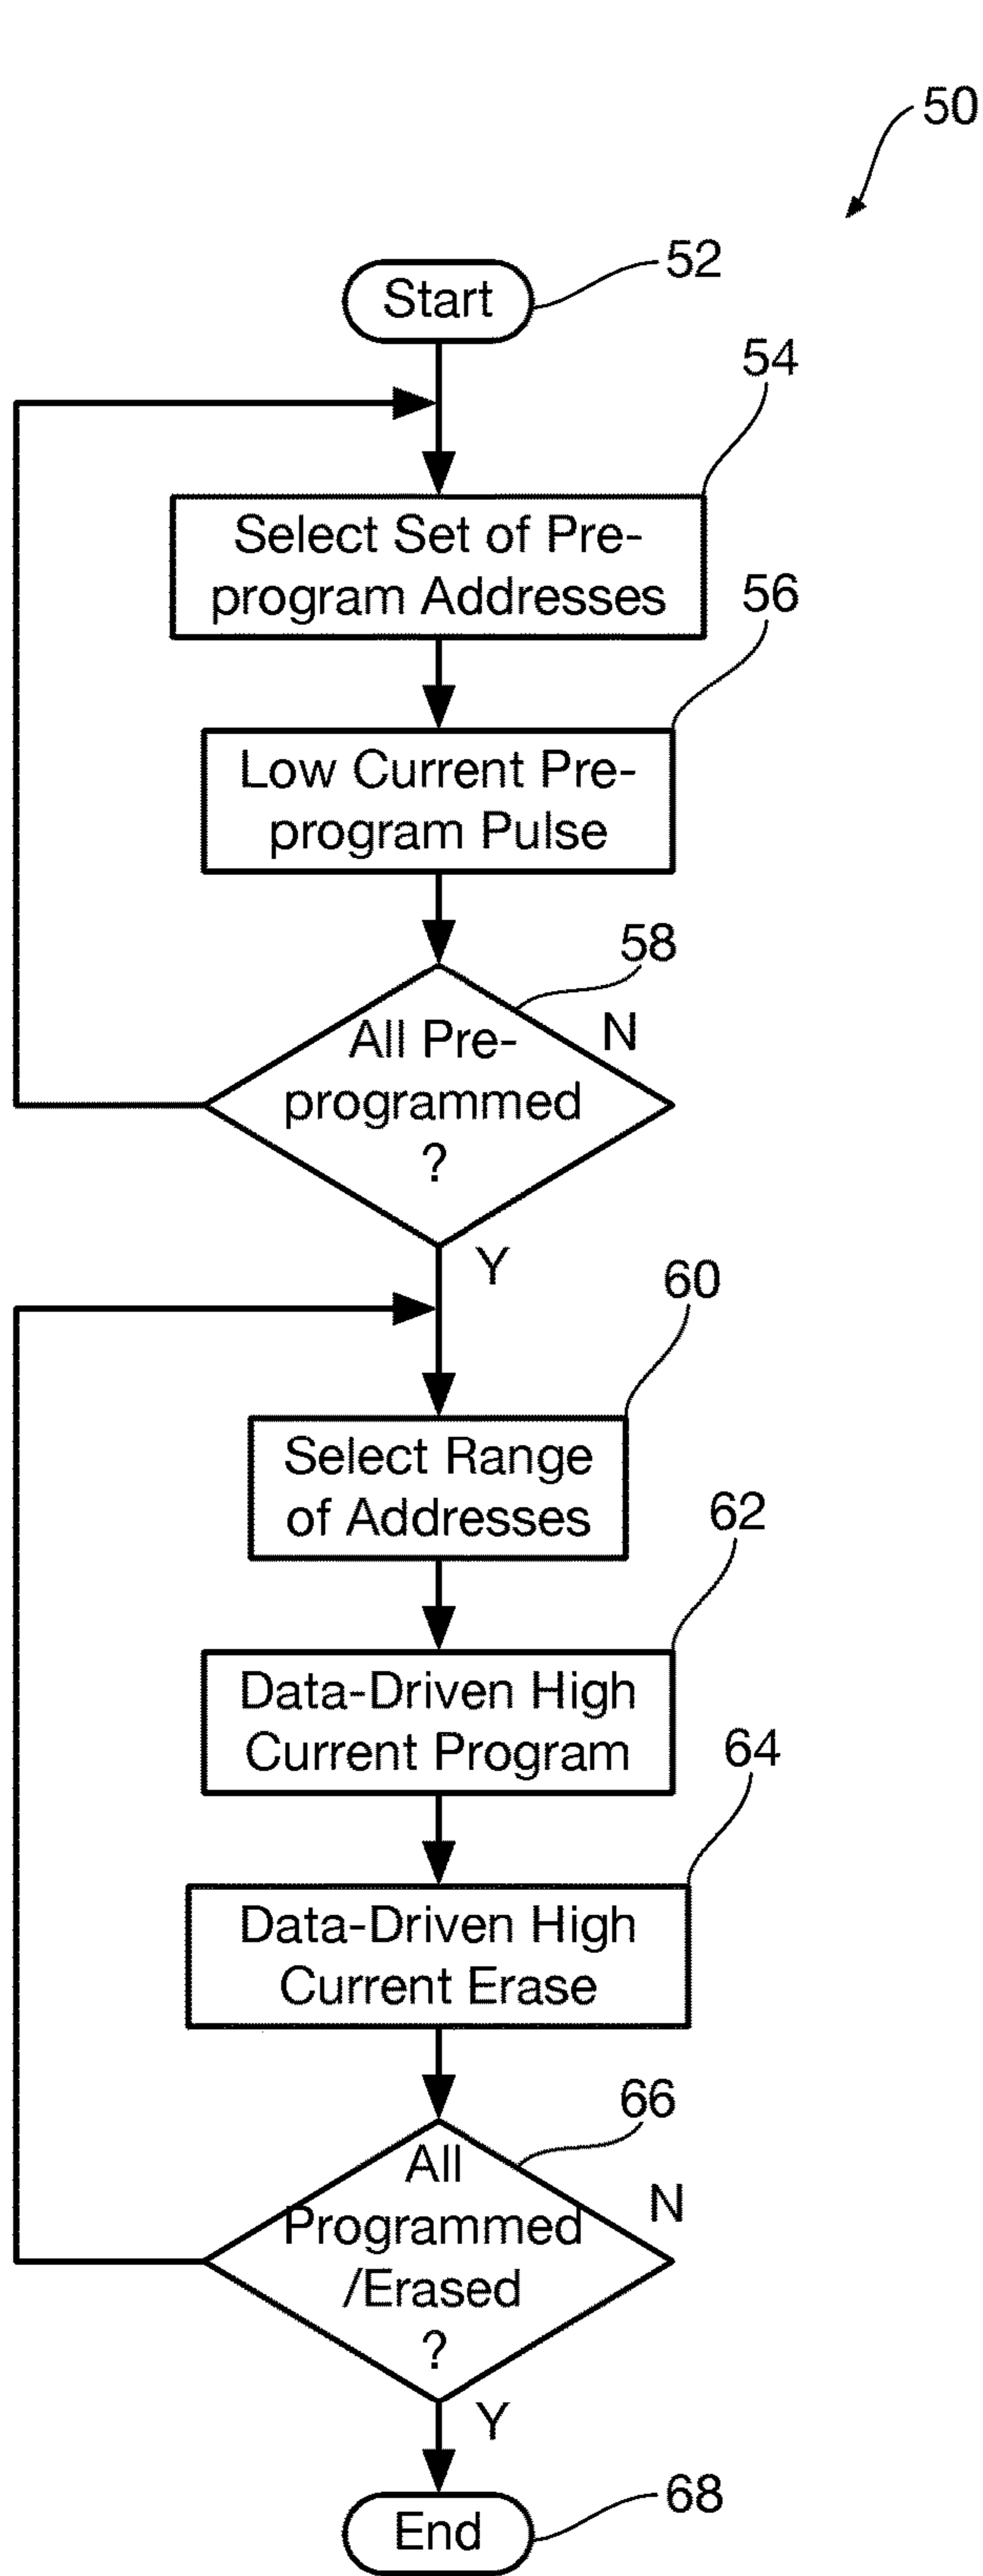 50
Start
52
54
Select Set of Pre-
program Addresses
56
Low Current Pre-
program Pulse
58
All Pre-
programmed
?
N
Y
60
Select Range
of Addresses
62
Data-Driven High
Current Program
64
Data-Driven High
Current Erase
66
All
Programmed
/Erased
?
N
Y
End
68